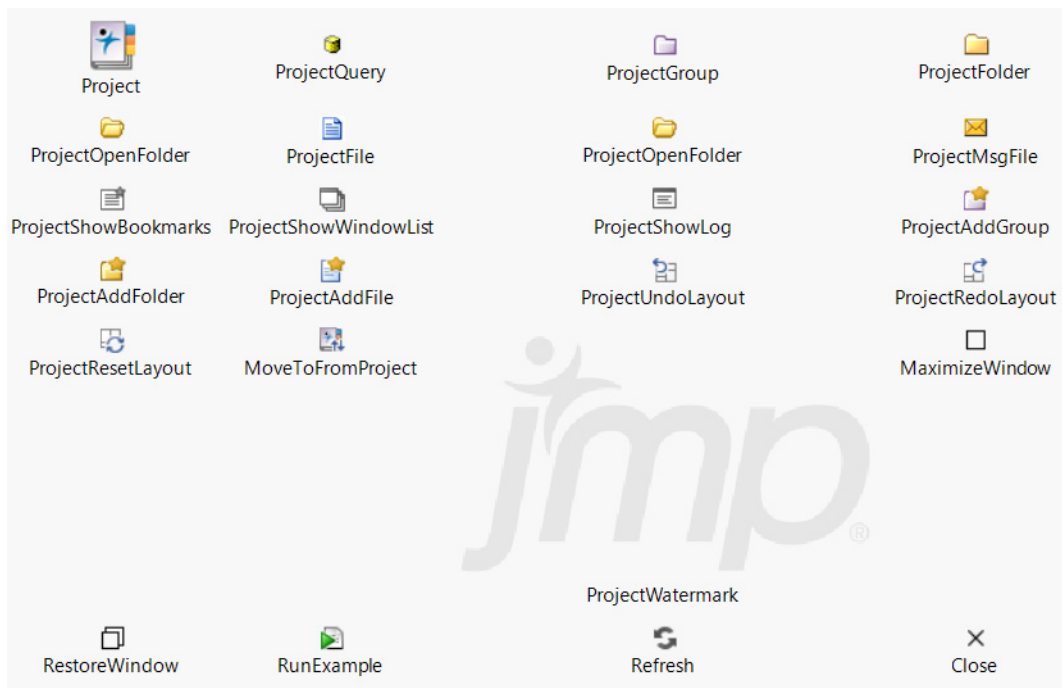 Project ProjectQuery ProjectGroup ProjectFolder
ProjectOpenFolder ProjectFile ProjectOpenFolder ProjectMsgFile
ProjectShowBookmarks ProjectShowWindowList ProjectShowLog ProjectAddGroup
ProjectAddFolder ProjectAddFile ProjectUndoLayout ProjectRedoLayout
ProjectResetLayout MoveToFromProject MaximizeWindow
jmp®
ProjectWatermark
RestoreWindow RunExample Refresh Close